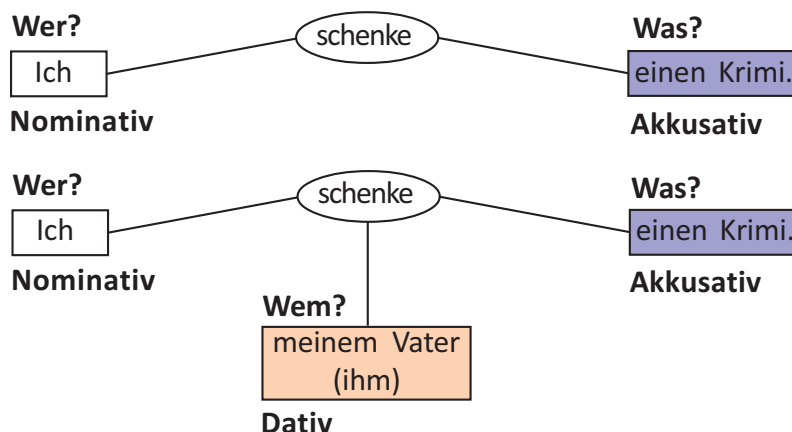 Wer?
schenke
Was?
Ich
einen Krimi.
Nominativ
Akkusativ
Wer?
schenke
Was?
Ich
einen Krimi.
Nominativ
Akkusativ
Wem?
meinem Vater
(ihm)
Dativ